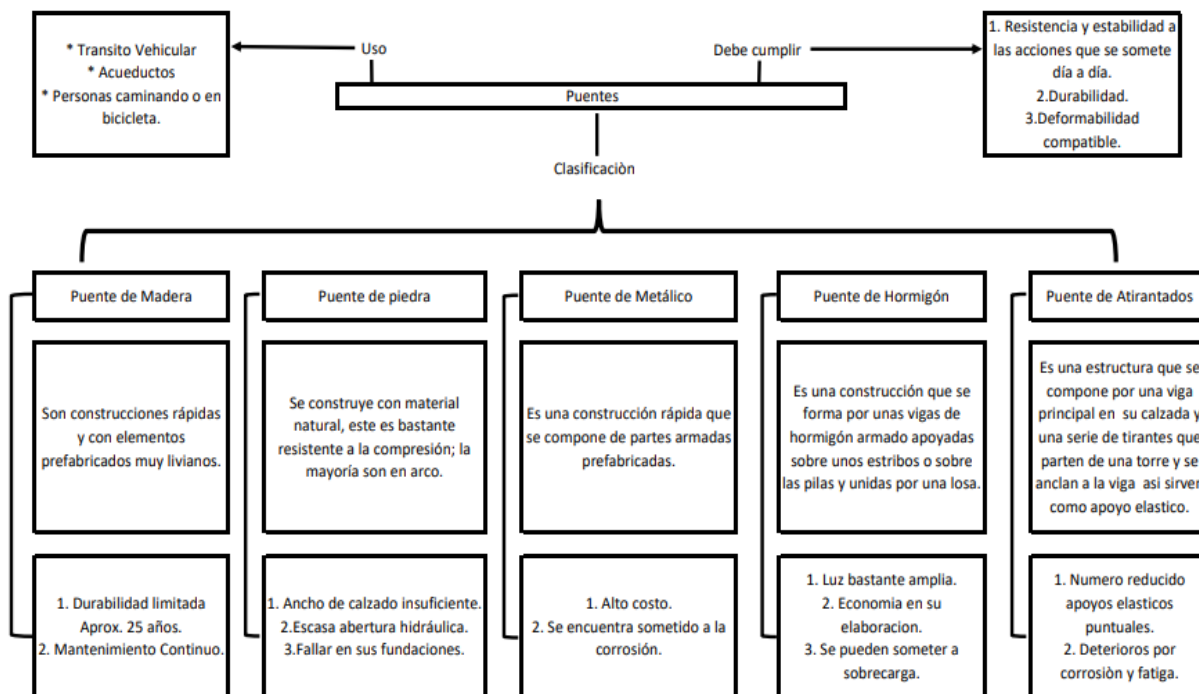 * Transito Vehicular
* Acueductos
* Personas caminando o en
bicicleta.
Uso
Debe cumplir
1. Resistencia y estabilidad a
las acciones que se somete
día a día.
2.Durabilidad.
3.Deformabilidad
compatible.
Puentes
Clasificaciòn
Puente de Madera
Puente de piedra
Puente de Metálico
Puente de Hormigón
Puente de Atirantados
Son construcciones rápidas
y con elementos
prefabricados muy livianos.
Se construye con material
natural, este es bastante
resistente a la compresión; la
mayoría son en arco.
Es una construcción rápida que
se compone de partes armadas
prefabricadas.
Es una construcción que se
forma por unas vigas de
hormigón armado apoyadas
sobre unos estribos o sobre
las pilas y unidas por una losa.
Es una estructura que se
compone por una viga
principal en su calzada y
una serie de tirantes que
parten de una torre y se
anclan a la viga asi sirven
como apoyo elastico.
1. Durabilidad limitada
Aprox. 25 años.
2. Mantenimiento Continuo.
1. Ancho de calzado insuficiente.
2.Escasa abertura hidráulica.
3.Fallar en sus fundaciones.
1. Alto costo.
2. Se encuentra sometido a la
corrosión.
1. Luz bastante amplia.
2. Economia en su
elaboracion.
3. Se pueden someter a
sobrecarga.
1. Numero reducido
apoyos elasticos
puntuales.
2. Deterioros por
corrosiòn y fatiga.